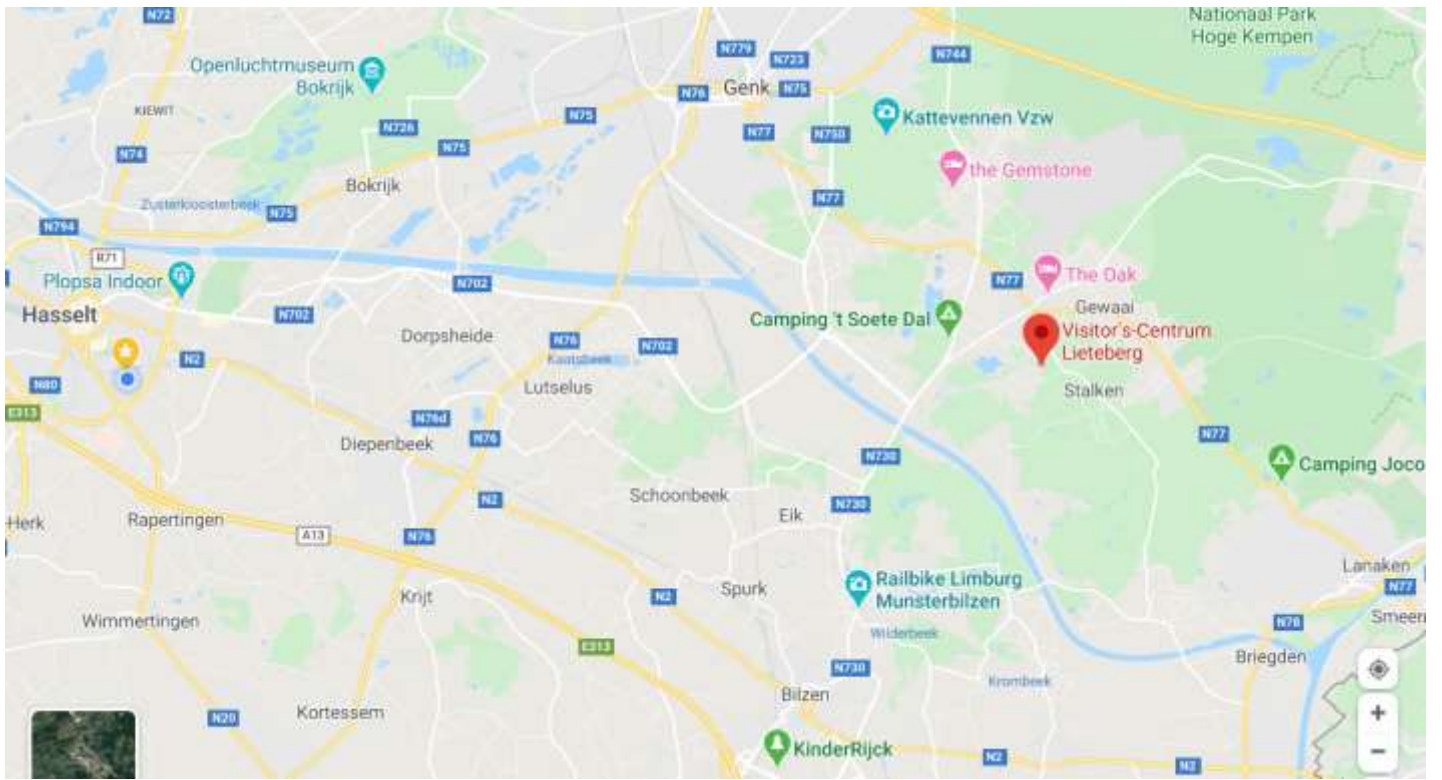 N72
Nationaal Park
Hoge Kempen
N779
N723
N744
Openluchtmuseum
Bokrijk
Genk
N76
N75
KIEWIT
N75
Kattevennen Vzw
N726
N77
N750
N74
N75
Bokrijk
the Gemstone
Zusterkloosterbeek
N75
N77
N794
R71
Plopsa Indoor
N702
N77
The Oak
Hasselt
N702
Gewaai
Camping 't Soete Dal
Visitor's-Centrum
Lieteberg
Dorpsheide
N76
N702
Kaatsbeek
N2
N80
Lutselus
Stalken
E313
N76d
Diepenbeek
N76
N77
N730
Camping Joco
Schoonbeek
N2
N730
Eik
Herk
Rapertingen
A13
N76
Lanaken
Railbike Limburg
Munsterbilzen
Spurk
N77
Krijt
N2
Smeer
Wimmertingen
N78
Wilderbeek
E313
Briegden
N730
Krombeek
Bilzen
Kortessem
N20
KinderRijck
N2
N2